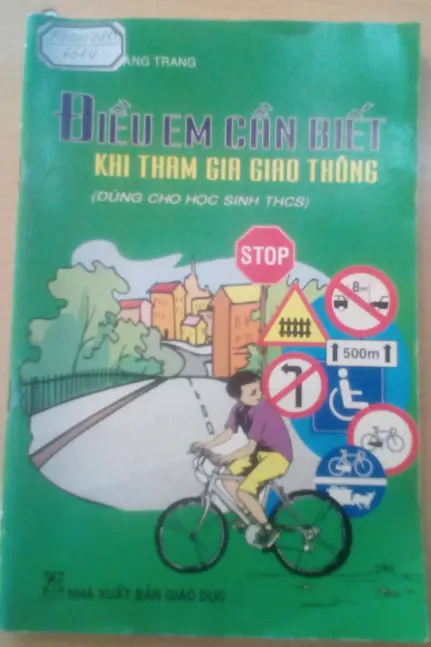 ANG TRANG
ĐIỀU EM CẦN BIẾT
KHI THAM GIA GIAO THÔNG
(DÙNG CHO HỌC SINH THCS)
STOP
8m
500m
NHÀ XUẤT BẢN GIÁO DỤC